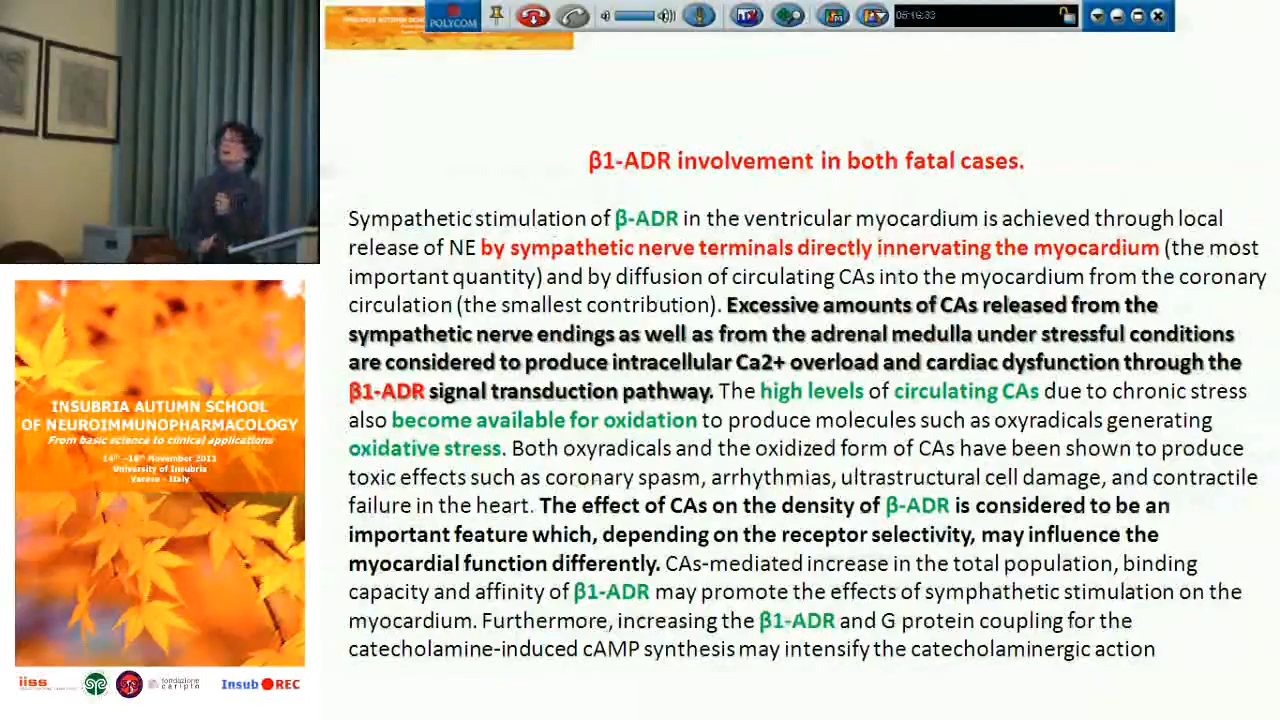 POLYCOM
05:16:33
β1-ADR involvement in both fatal cases.
Sympathetic stimulation of β-ADR in the ventricular myocardium is achieved through local
release of NE by sympathetic nerve terminals directly innervating the myocardium (the most
important quantity) and by diffusion of circulating CAs into the myocardium from the coronary
circulation (the smallest contribution). Excessive amounts of CAs released from the
sympathetic nerve endings as well as from the adrenal medulla under stressful conditions
are considered to produce intracellular Ca2+ overload and cardiac dysfunction through the
β1-ADR signal transduction pathway. The high levels of circulating CAs due to chronic stress
also become available for oxidation to produce molecules such as oxyradicals generating
oxidative stress. Both oxyradicals and the oxidized form of CAs have been shown to produce
toxic effects such as coronary spasm, arrhythmias, ultrastructural cell damage, and contractile
failure in the heart. The effect of CAs on the density of β-ADR is considered to be an
important feature which, depending on the receptor selectivity, may influence the
myocardial function differently. CAs-mediated increase in the total population, binding
capacity and affinity of β1-ADR may promote the effects of symphathetic stimulation on the
myocardium. Furthermore, increasing the β1-ADR and G protein coupling for the
catecholamine-induced cAMP synthesis may intensify the catecholaminergic action
INSUBRIA AUTUMN SCHOOL
OF NEUROIMMUNOPHARMACOLOGY
From basic science to clinical applications
14th -18th November 2011
University of Insubria
Varese - Italy
iiss
fondazione
cariplo
Insub REC